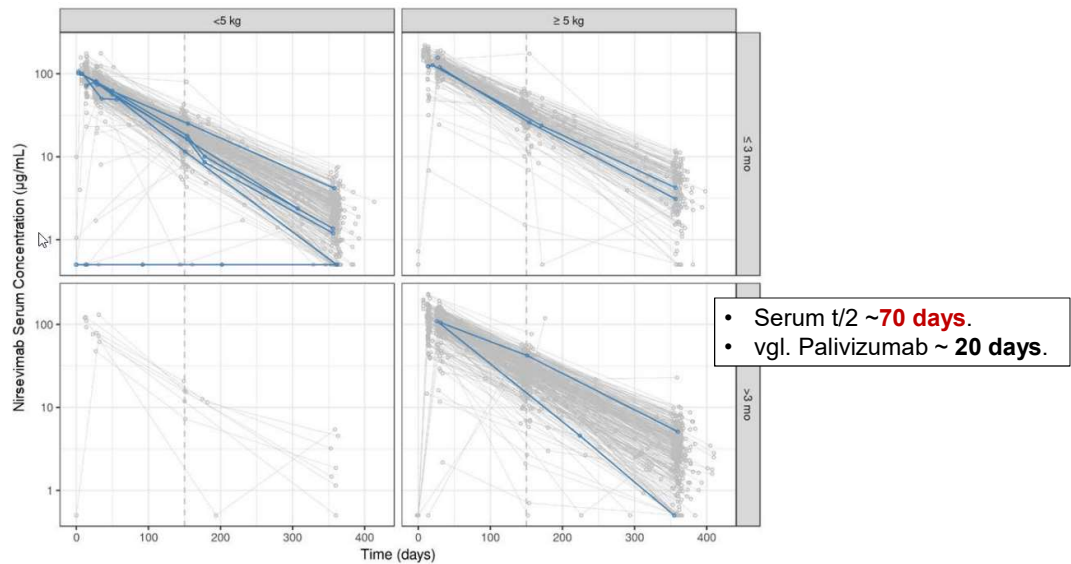 <5 kg
≥ 5 kg
Nirsevimab Serum Concentration (µg/mL)
100
10
1
≤ 3 mo
100
10
1
>3 mo
• Serum t/2 ~70 days.
• vgl. Palivizumab ~ 20 days.
0
100
200
300
400
0
100
200
300
400
Time (days)